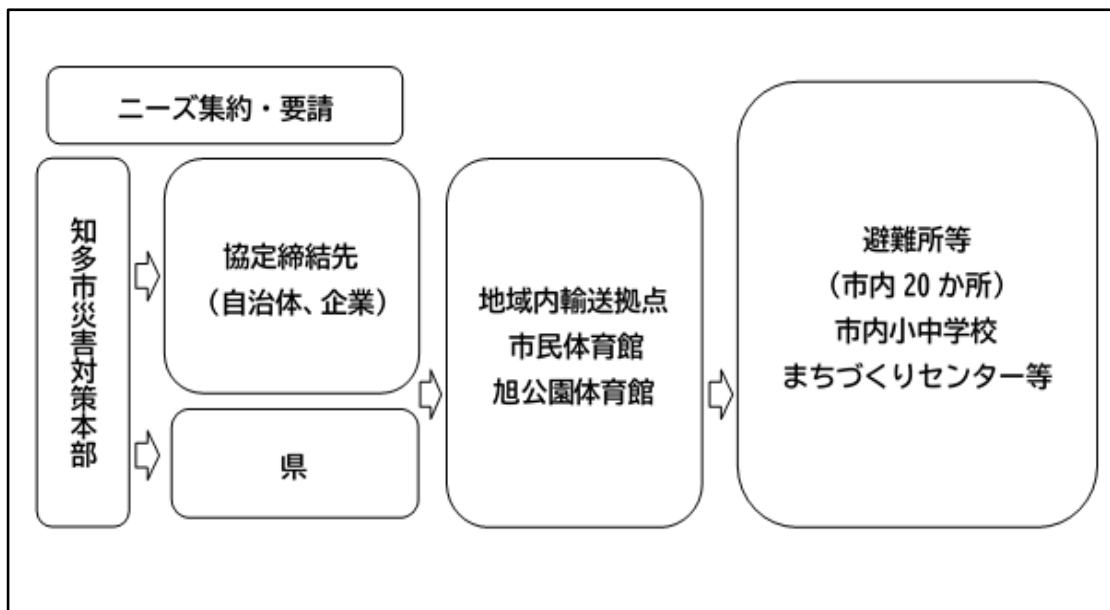 ニーズ集約・要請
知多市災害対策本部
協定締結先
（自治体、企業）
県
地域内輸送拠点
市民体育館
旭公園体育館
避難所等
（市内 20 か所）
市内小中学校
まちづくりセンター等